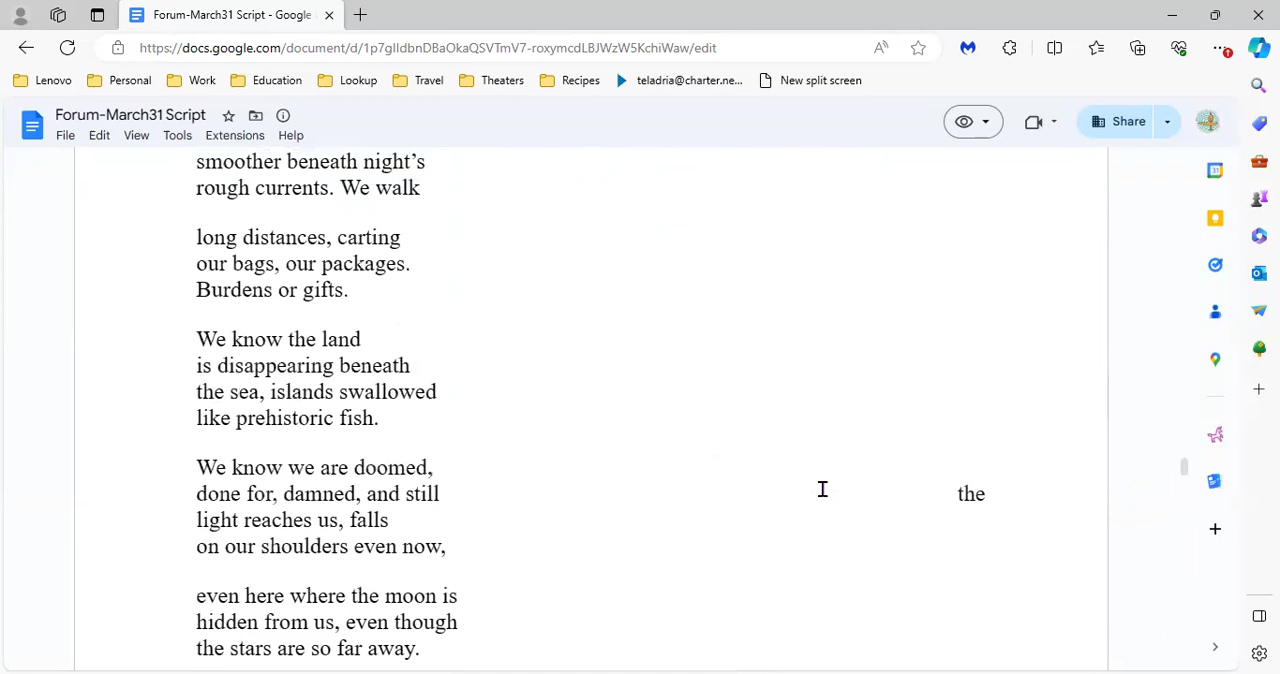 Forum-March31 Script - Google
https://docs.google.com/document/d/1p7glldbnDBaOkaQSVTmV7-roxymcdLBJWzW5KchiWaw/edit
Lenovo Personal Work Education Lookup Travel Theaters Recipes teladria@charter.ne... New split screen
Forum-March31 Script
Share
File Edit View Tools Extensions Help
smoother beneath night's
rough currents. We walk
long distances, carting
our bags, our packages.
Burdens or gifts.
We know the land
is disappearing beneath
the sea, islands swallowed
like prehistoric fish.
We know we are doomed,
done for, damned, and still the
light reaches us, falls
on our shoulders even now,
even here where the moon is
hidden from us, even though
the stars are so far away.